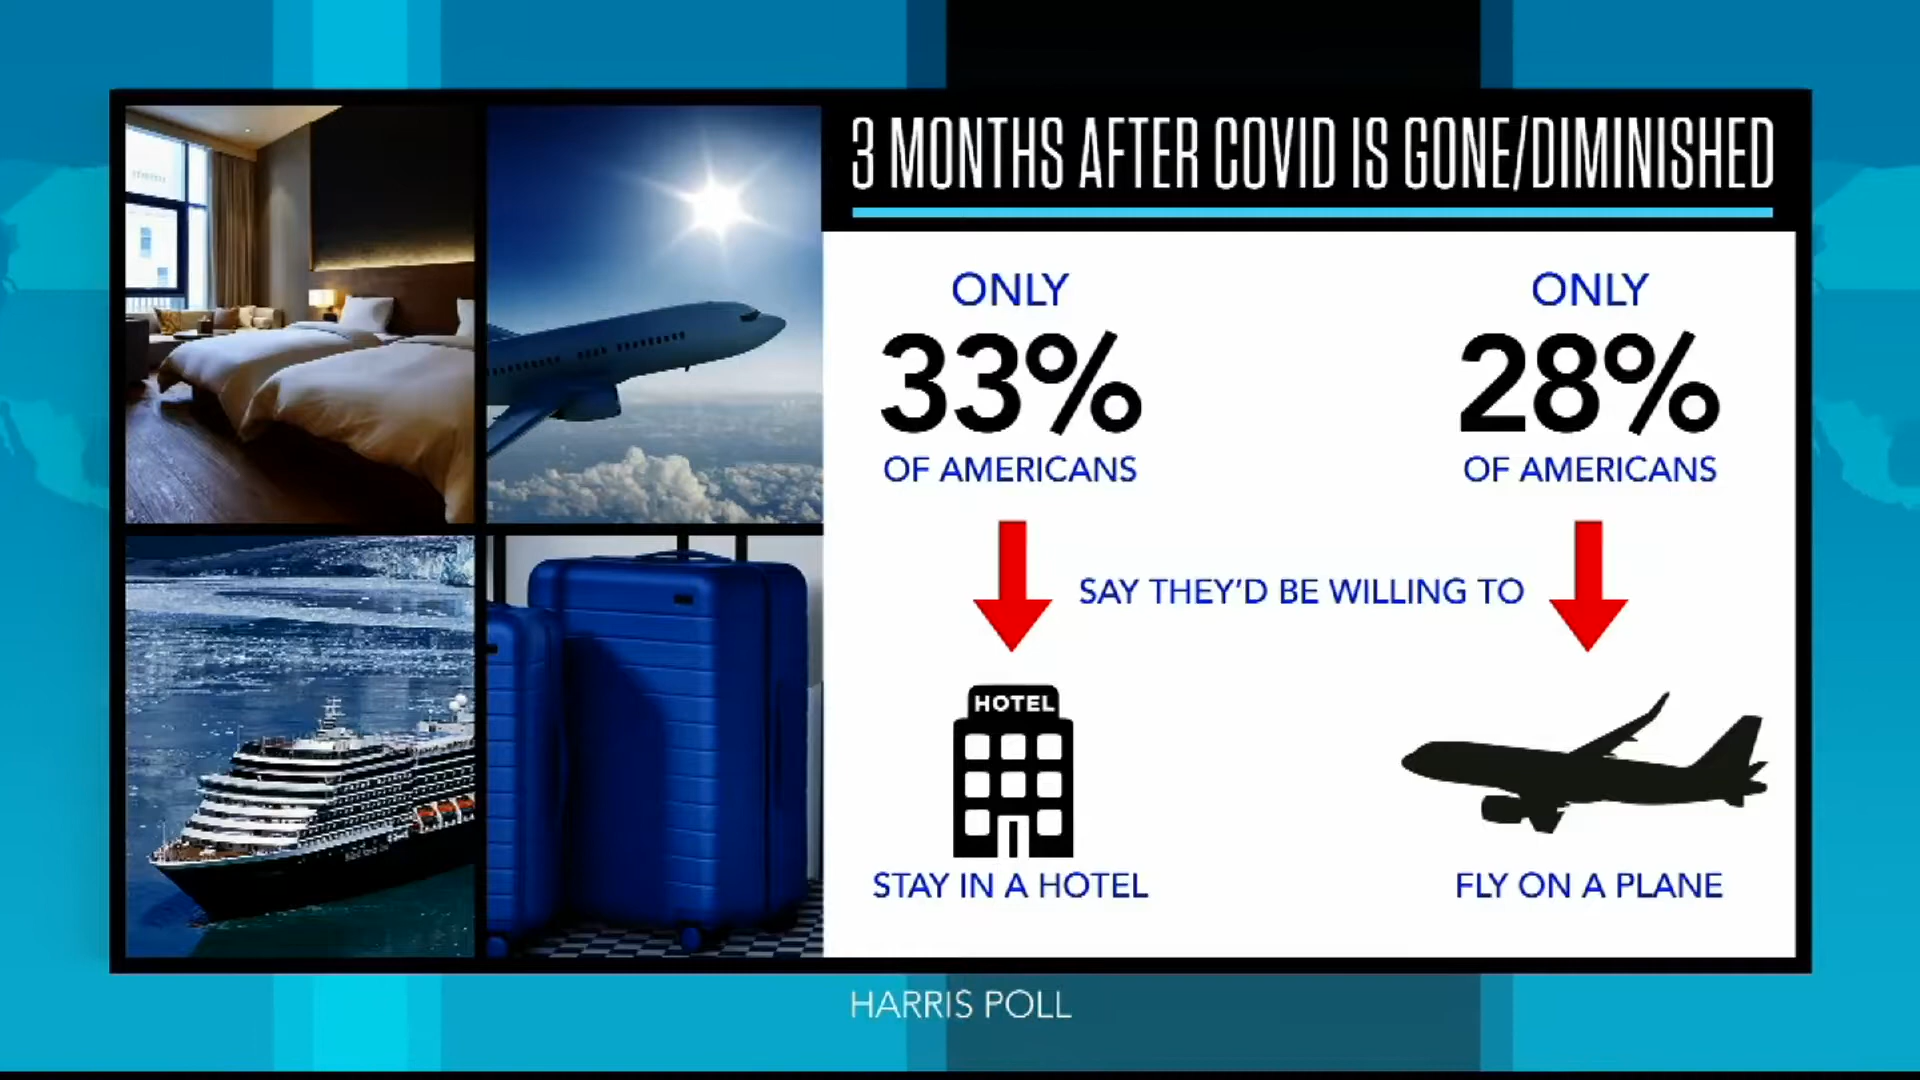 3 MONTHS AFTER COVID IS GONE/DIMINISHED
ONLY
33%
OF AMERICANS
ONLY
28%
OF AMERICANS
SAY THEY'D BE WILLING TO
HOTEL
STAY IN A HOTEL
FLY ON A PLANE
HARRIS POLL